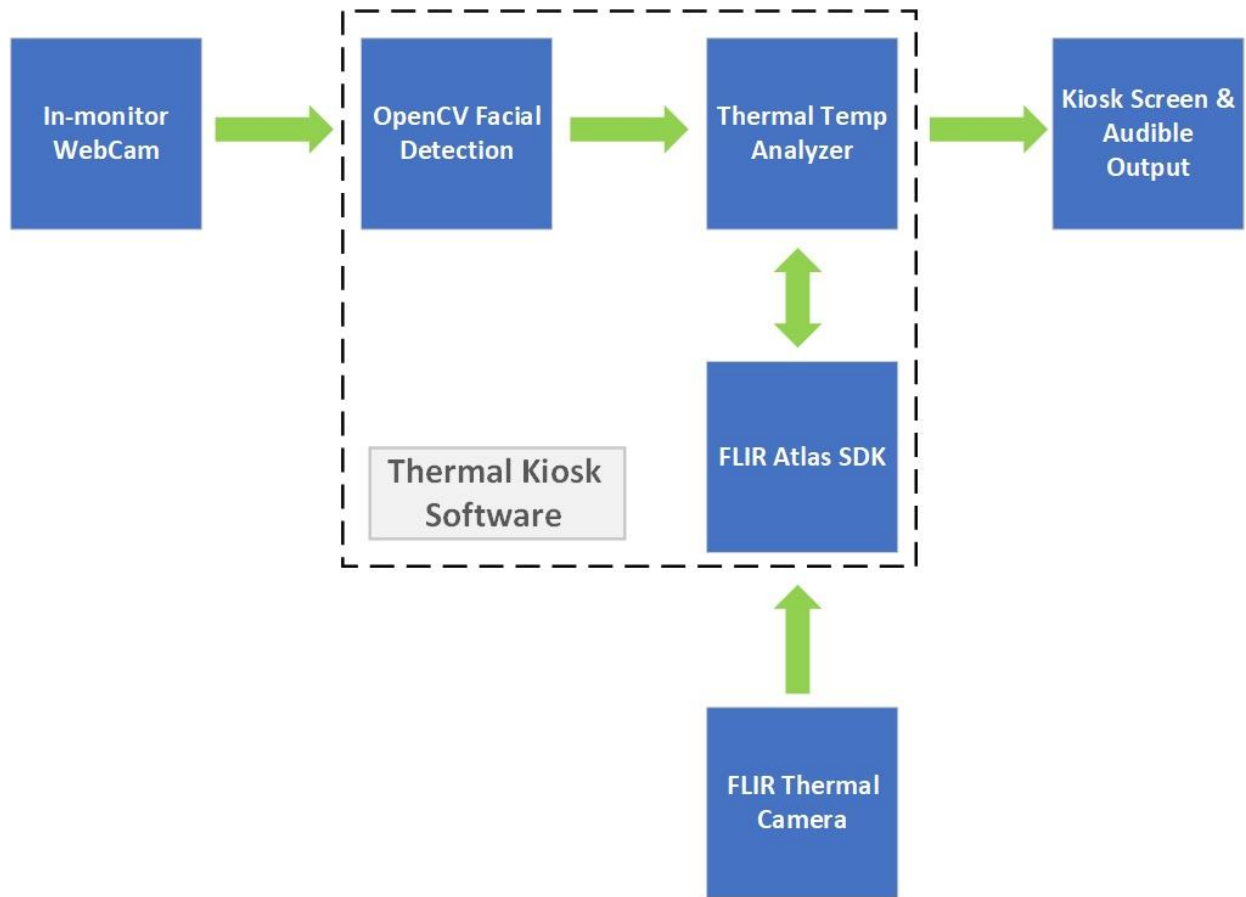 In-monitor
WebCam
OpenCV Facial
Detection
Thermal Temp
Analyzer
Kiosk Screen &
Audible
Output
FLIR Atlas SDK
Thermal Kiosk
Software
FLIR Thermal
Camera